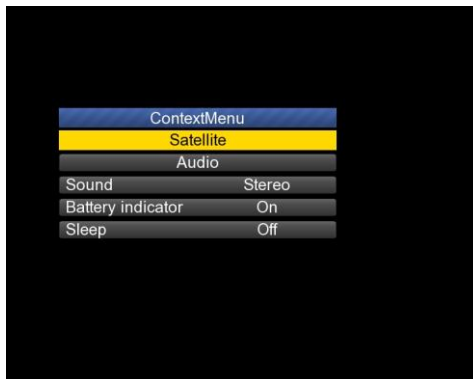 ContextMenu
Satellite
Audio
Sound Stereo
Battery indicator On
Sleep Off